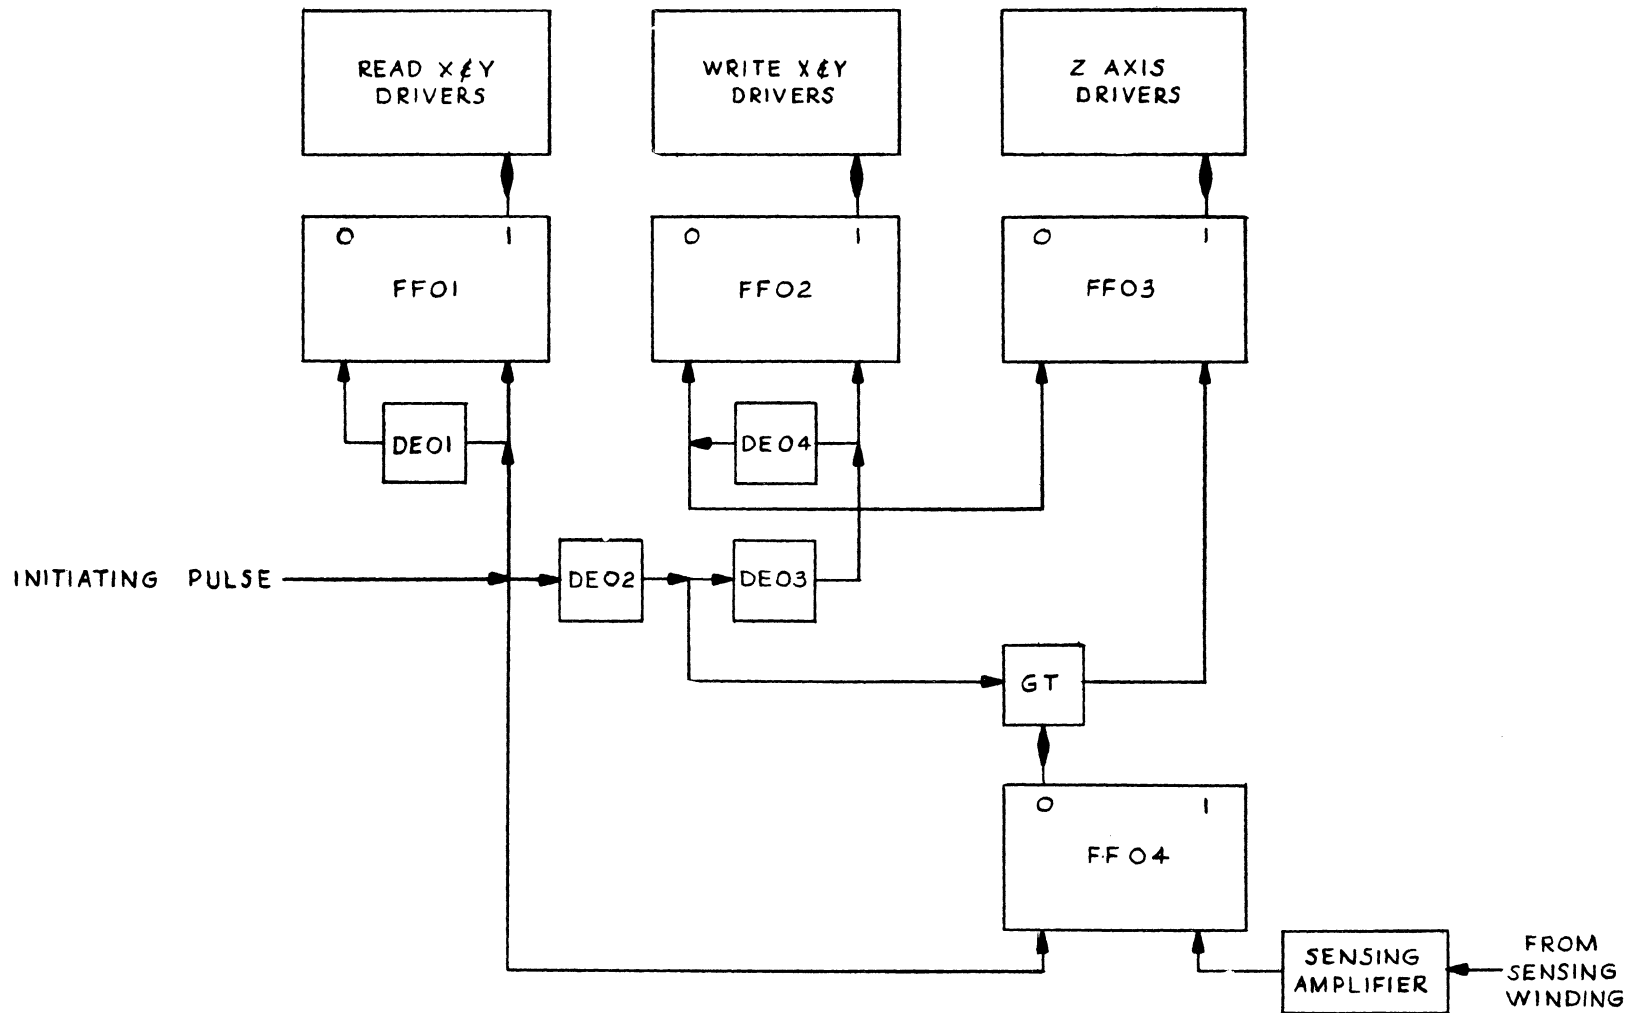 READ X & Y
DRIVERS
WRITE X & Y
DRIVERS
Z AXIS
DRIVERS
0 1
FF01
0 1
FF02
0 1
FF03
DE01
DE04
INITIATING PULSE
DE02
DE03
GT
0 1
FF04
SENSING
AMPLIFIER
FROM
SENSING
WINDING